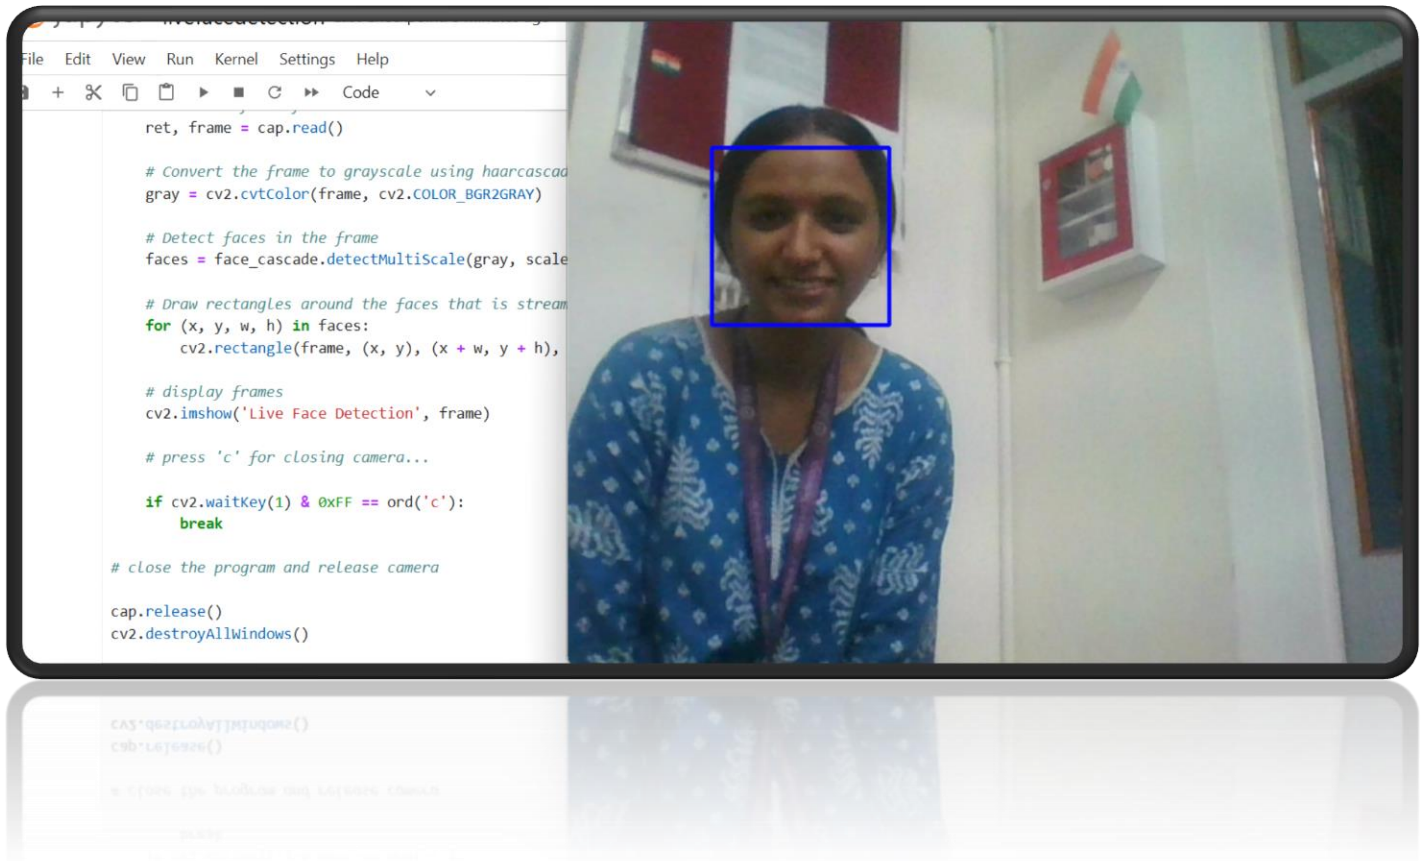 File Edit View Run Kernel Settings Help
Code
ret, frame = cap.read()
# Convert the frame to grayscale using haarcascad
gray = cv2.cvtColor(frame, cv2.COLOR_BGR2GRAY)
# Detect faces in the frame
faces = face_cascade.detectMultiScale(gray, scale
# Draw rectangles around the faces that is stream
for (x, y, w, h) in faces:
cv2.rectangle(frame, (x, y), (x + w, y + h),
# display frames
cv2.imshow('Live Face Detection', frame)
# press 'c' for closing camera...
if cv2.waitKey(1) & 0xFF == ord('c'):
break
# close the program and release camera
cap.release()
cv2.destroyAllWindows()